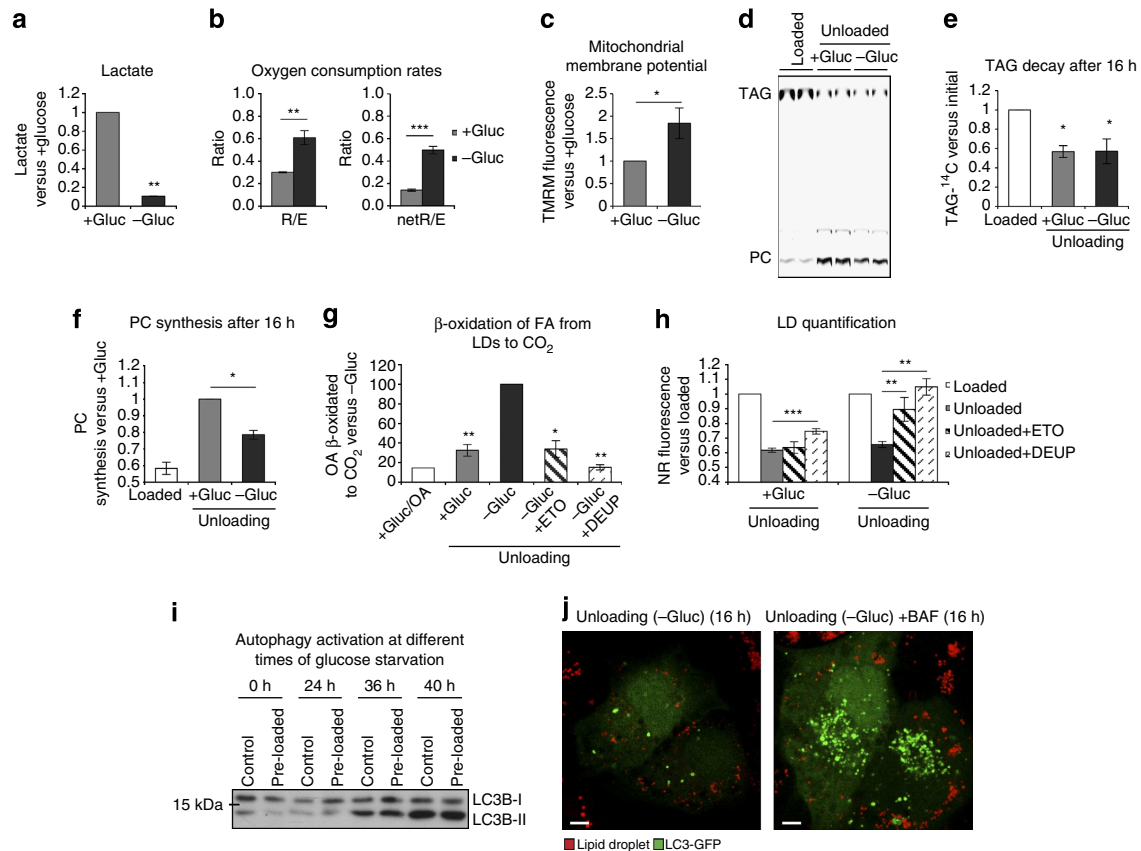 a
Lactate
Lactate
versus +glucose
1.2
1
0.8
0.6
0.4
0.2
0
**
+Gluc −Gluc
b
Oxygen consumption rates
Ratio
1.0
0.8
0.6
0.4
0.2
0.0
**
R/E
Ratio
1.0
0.8
0.6
0.4
0.2
0.0
***
netR/E
+Gluc
−Gluc
c
Mitochondrial
membrane potential
TMRM fluorescence
versus +glucose
2.5
2
1.5
1
0.5
0
*
+Gluc −Gluc
d
Loaded
Unloaded
+Gluc −Gluc
TAG
PC
e
TAG decay after 16 h
TAG-14C versus initial
1.2
1
0.8
0.6
0.4
0.2
0
*
*
Loaded +Gluc −Gluc
Unloading
f
PC synthesis after 16 h
PC
synthesis versus +Gluc
1.2
1.1
1
0.9
0.8
0.7
0.6
0.5
*
Loaded +Gluc −Gluc
Unloading
g
β-oxidation of FA from
LDs to CO2
OA β-oxidated
to CO2 versus −Gluc
120
100
80
60
40
20
0
**
*
**
+Gluc/OA
+Gluc
−Gluc
−Gluc
+ETO
−Gluc
+DEUP
Unloading
h
LD quantification
NR fluorescence
versus loaded
1.2
1.1
1
0.9
0.8
0.7
0.6
0.5
0.4
***
**
**
+Gluc
Unloading
−Gluc
Unloading
Loaded
Unloaded
Unloaded+ETO
Unloaded+DEUP
i
Autophagy activation at different
times of glucose starvation
0 h 24 h 36 h 40 h
Control
Pre-loaded
Control
Pre-loaded
Control
Pre-loaded
Control
Pre-loaded
15 kDa
LC3B-I
LC3B-II
j
Unloading (−Gluc) (16 h)
Unloading (−Gluc) +BAF (16 h)
Lipid droplet LC3-GFP